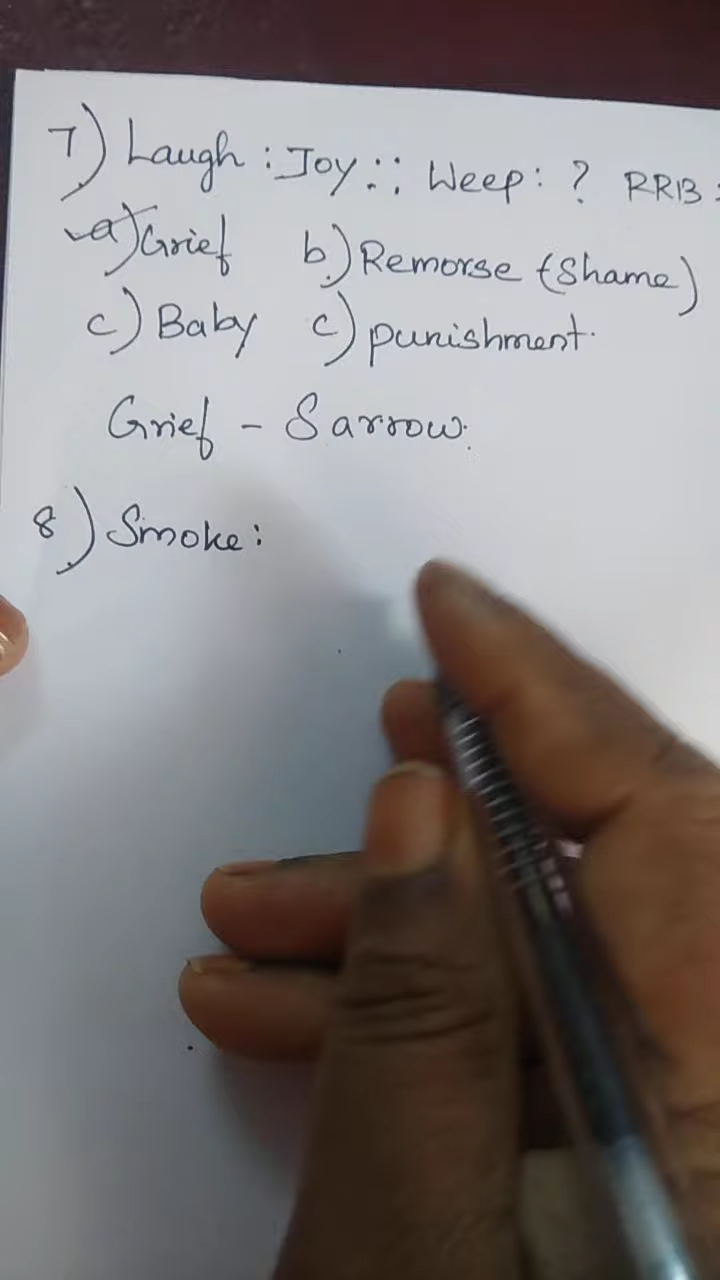 7) Laugh : Joy :: Weep : ? RRB :
a) Grief b) Remorse (Shame)
c) Baby c) punishment.
Grief - Sarrow.
8) Smoke :